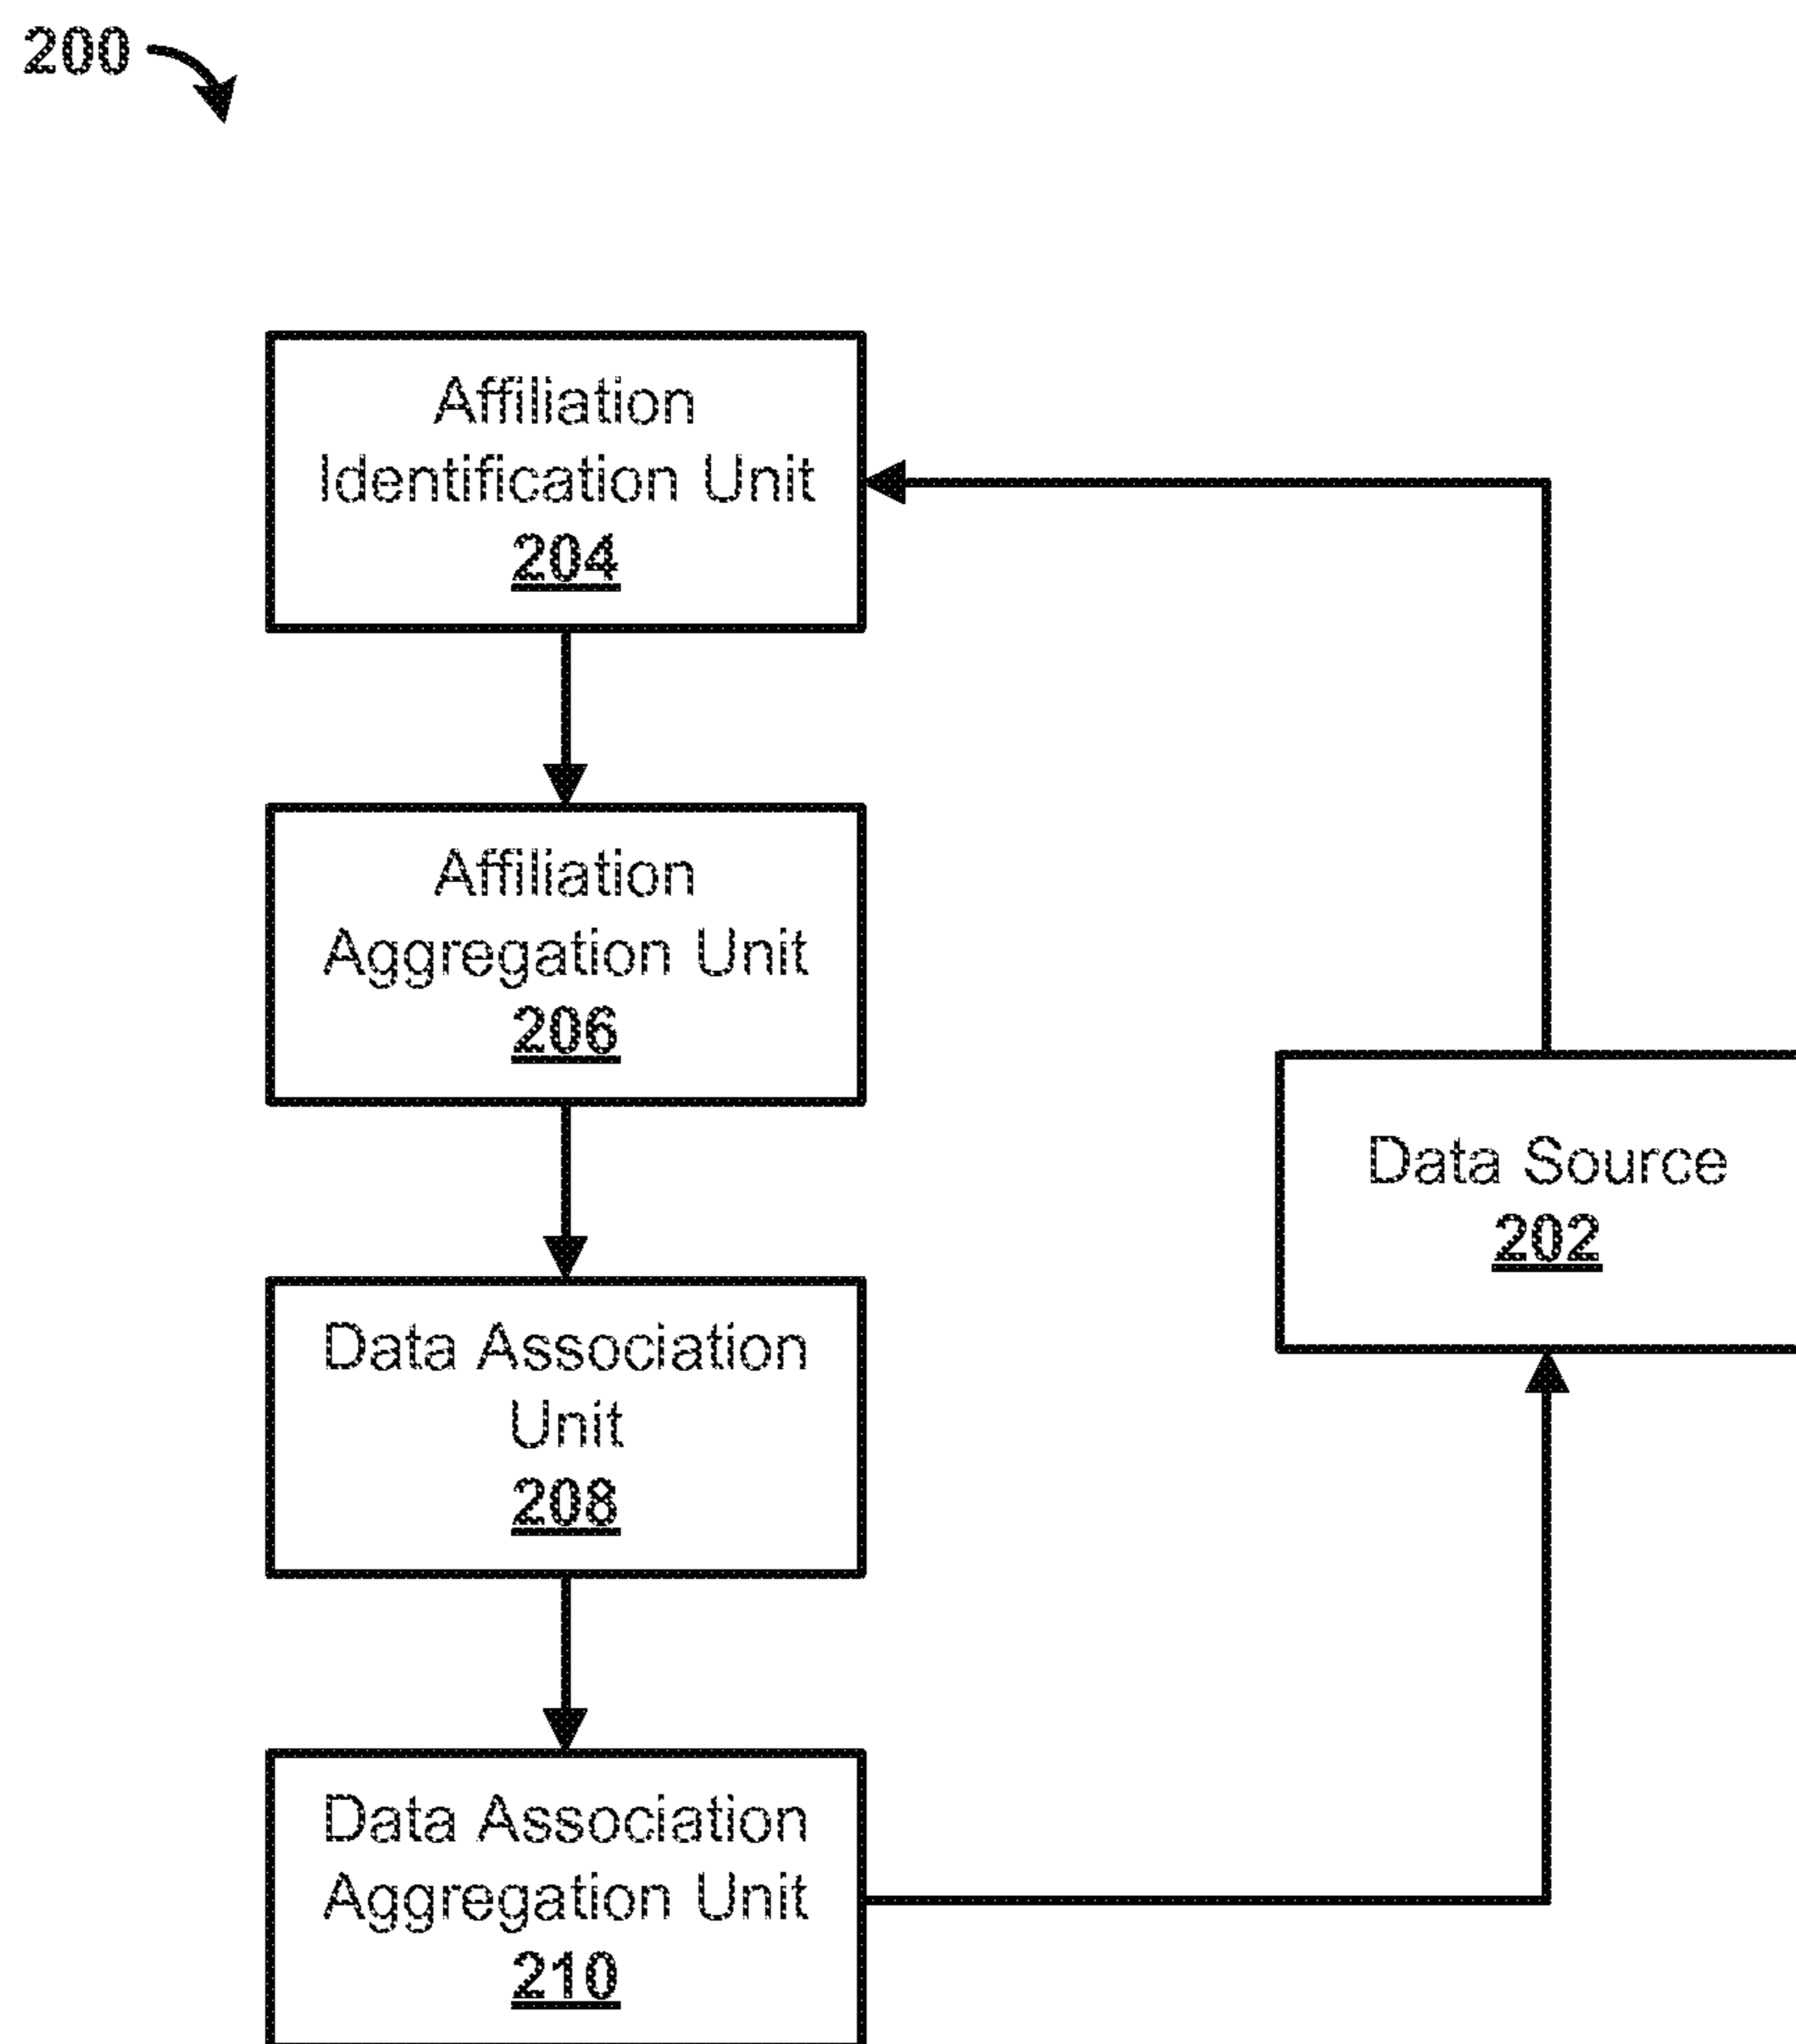 200
Affiliation
Identification Unit
204
Affiliation
Aggregation Unit
206
Data Source
202
Data Association
Unit
208
Data Association
Aggregation Unit
210